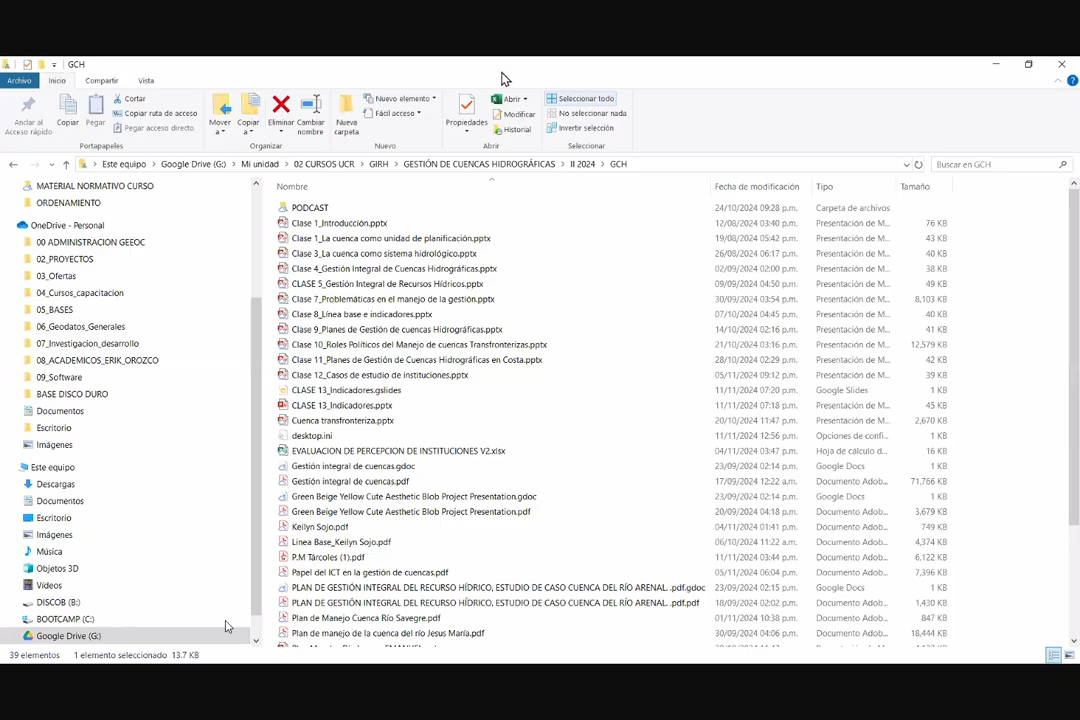 GCH
Archivo Inicio Compartir Vista
Andar al Acceso rápido
Copiar
Pegar
Cortar
Copiar ruta de acceso
Pegar acceso directo
Portapapeles
Mover a
Copiar a
Eliminar
Cambiar nombre
Organizar
Nueva carpeta
Nuevo elemento
Fácil acceso
Nuevo
Propiedades
Abrir
Modificar
Historial
Abrir
Seleccionar todo
No seleccionar nada
Invertir selección
Seleccionar
Este equipo > Google Drive (G:) > Mi unidad > 02 CURSOS UCR > GIRH > GESTIÓN DE CUENCAS HIDROGRÁFICAS > II 2024 > GCH
Buscar en GCH
MATERIAL NORMATIVO CURSO
ORDENAMIENTO
OneDrive - Personal
00 ADMINISTRACION GEEOC
02_PROYECTOS
03_Ofertas
04_Cursos_capacitacion
05_BASES
06_Geodatos_Generales
07_Investigacion_desarrollo
08_ACADEMICOS_ERIK_OROZCO
09_Software
BASE DISCO DURO
Documentos
Escritorio
Imágenes
Este equipo
Descargas
Documentos
Escritorio
Imágenes
Música
Objetos 3D
Vídeos
DISCOB (B:)
BOOTCAMP (C:)
Google Drive (G:)
Nombre Fecha de modificación Tipo Tamaño
PODCAST 24/10/2024 09:28 p.m. Carpeta de archivos
Clase 1_Introducción.pptx 12/08/2024 03:40 p.m. Presentación de M... 76 KB
Clase 1_La cuenca como unidad de planificación.pptx 19/08/2024 05:42 p.m. Presentación de M... 43 KB
Clase 3_La cuenca como sistema hidrológico.pptx 26/08/2024 06:17 p.m. Presentación de M... 40 KB
Clase 4_Gestión Integral de Cuencas Hidrográficas.pptx 02/09/2024 02:00 p.m. Presentación de M... 38 KB
CLASE 5_Gestión Integral de Recursos Hídricos.pptx 09/09/2024 04:50 p.m. Presentación de M... 49 KB
Clase 7_Problemáticas en el manejo de la gestión.pptx 30/09/2024 03:54 p.m. Presentación de M... 8,103 KB
Clase 8_Línea base e indicadores.pptx 07/10/2024 04:45 p.m. Presentación de M... 40 KB
Clase 9_Planes de Gestión de cuencas Hidrográficas.pptx 14/10/2024 02:16 p.m. Presentación de M... 41 KB
Clase 10_Roles Políticos del Manejo de cuencas Transfronterizas.pptx 21/10/2024 03:16 p.m. Presentación de M... 12,579 KB
Clase 11_Planes de Gestión de Cuencas Hidrográficas en Costa.pptx 28/10/2024 02:29 p.m. Presentación de M... 42 KB
Clase 12_Casos de estudio de instituciones.pptx 05/11/2024 09:12 p.m. Presentación de M... 39 KB
CLASE 13_Indicadores.gslides 11/11/2024 07:20 p.m. Google Slides 1 KB
CLASE 13_Indicadores.pptx 11/11/2024 07:18 p.m. Presentación de M... 45 KB
Cuenca transfronteriza.pptx 20/10/2024 11:47 p.m. Presentación de M... 2,670 KB
desktop.ini 11/11/2024 12:56 p.m. Opciones de confi... 1 KB
EVALUACION DE PERCEPCION DE INSTITUCIONES V2.xlsx 04/11/2024 03:47 p.m. Hoja de cálculo d... 16 KB
Gestión integral de cuencas.gdoc 23/09/2024 02:14 p.m. Google Docs 1 KB
Gestión integral de cuencas.pdf 17/09/2024 12:22 a.m. Documento Adob... 71,766 KB
Green Beige Yellow Cute Aesthetic Blob Project Presentation.gdoc 23/09/2024 02:14 p.m. Google Docs 1 KB
Green Beige Yellow Cute Aesthetic Blob Project Presentation.pdf 20/09/2024 04:18 p.m. Documento Adob... 3,679 KB
Keilyn Sojo.pdf 04/11/2024 01:41 p.m. Documento Adob... 749 KB
Linea Base_Keilyn Sojo.pdf 06/10/2024 11:22 a.m. Documento Adob... 4,374 KB
P.M Tárcoles (1).pdf 11/11/2024 03:44 p.m. Documento Adob... 6,122 KB
Papel del ICT en la gestión de cuencas.pdf 05/11/2024 06:04 p.m. Documento Adob... 7,396 KB
PLAN DE GESTIÓN INTEGRAL DEL RECURSO HÍDRICO, ESTUDIO DE CASO CUENCA DEL RÍO ARENAL. .pdf.gdoc 23/09/2024 02:15 p.m. Google Docs 1 KB
PLAN DE GESTIÓN INTEGRAL DEL RECURSO HÍDRICO, ESTUDIO DE CASO CUENCA DEL RÍO ARENAL. .pdf.pdf 18/09/2024 02:02 p.m. Documento Adob... 1,430 KB
Plan de Manejo Cuenca Río Savegre.pdf 01/11/2024 10:38 p.m. Documento Adob... 847 KB
Plan de manejo de la cuenca del río Jesus María.pdf 30/09/2024 04:06 p.m. Documento Adob... 18,444 KB
39 elementos 1 elemento seleccionado 13.7 KB